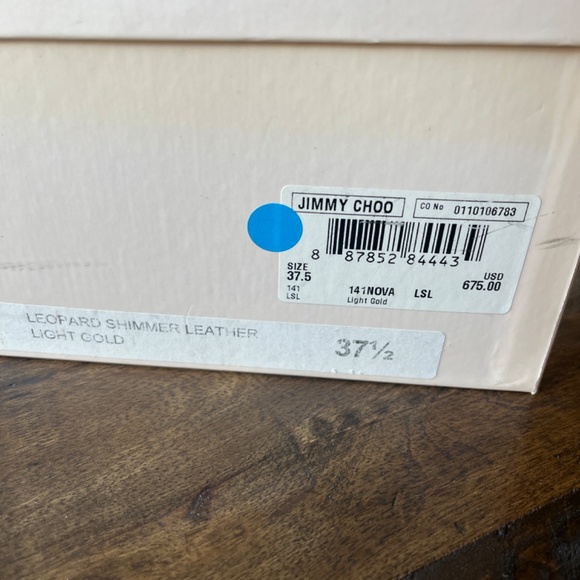 JIMMY CHOO
CO No 0110106783
8 87852 84443
SIZE
37.5
USD
675.00
141
LSL
141NOVA LSL
Light Gold
LEOPARD SHIMMER LEATHER
LIGHT GOLD
37½